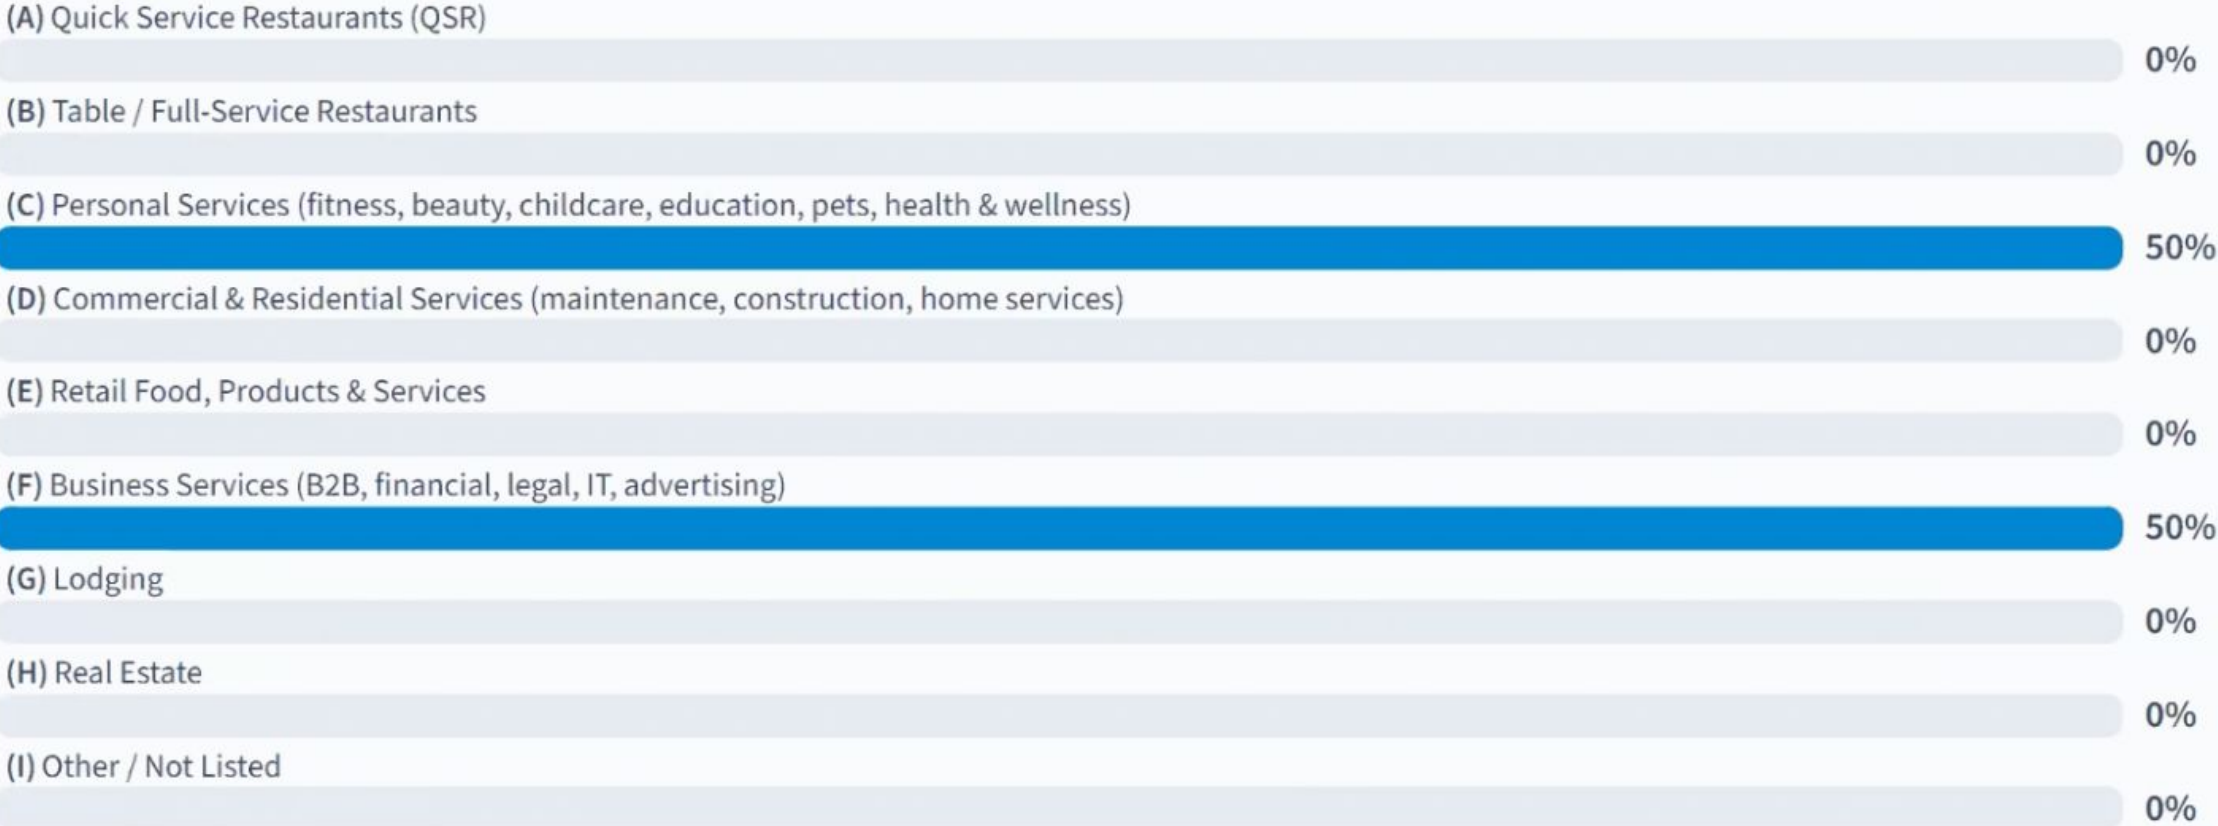 (A) Quick Service Restaurants (QSR)
0%
(B) Table / Full-Service Restaurants
0%
(C) Personal Services (fitness, beauty, childcare, education, pets, health & wellness)
50%
(D) Commercial & Residential Services (maintenance, construction, home services)
0%
(E) Retail Food, Products & Services
0%
(F) Business Services (B2B, financial, legal, IT, advertising)
50%
(G) Lodging
0%
(H) Real Estate
0%
(I) Other / Not Listed
0%